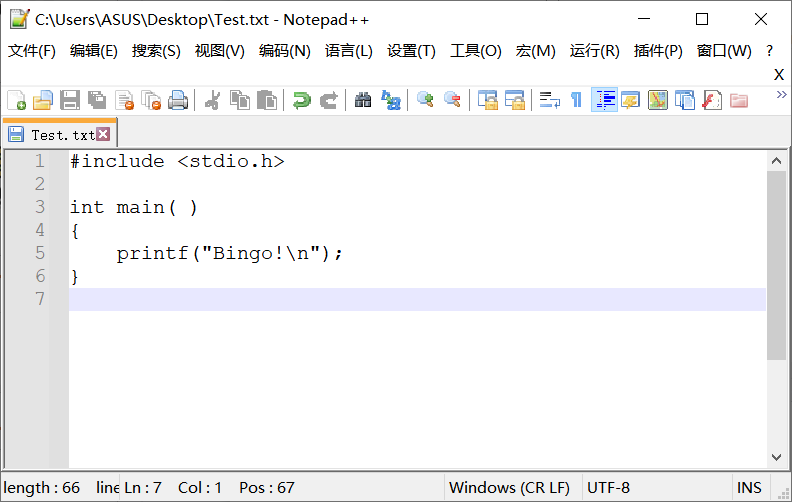 C:\Users\ASUS\Desktop\Test.txt - Notepad++
文件(F) 编辑(E) 搜索(S) 视图(V) 编码(N) 语言(L) 设置(T) 工具(O) 宏(M) 运行(R) 插件(P) 窗口(W) ?
X
Test.txt
1 #include <stdio.h>
2
3 int main( )
4 {
5     printf("Bingo!\n");
6 }
7
length : 66 line Ln : 7 Col : 1 Pos : 67 Windows (CR LF) UTF-8 INS